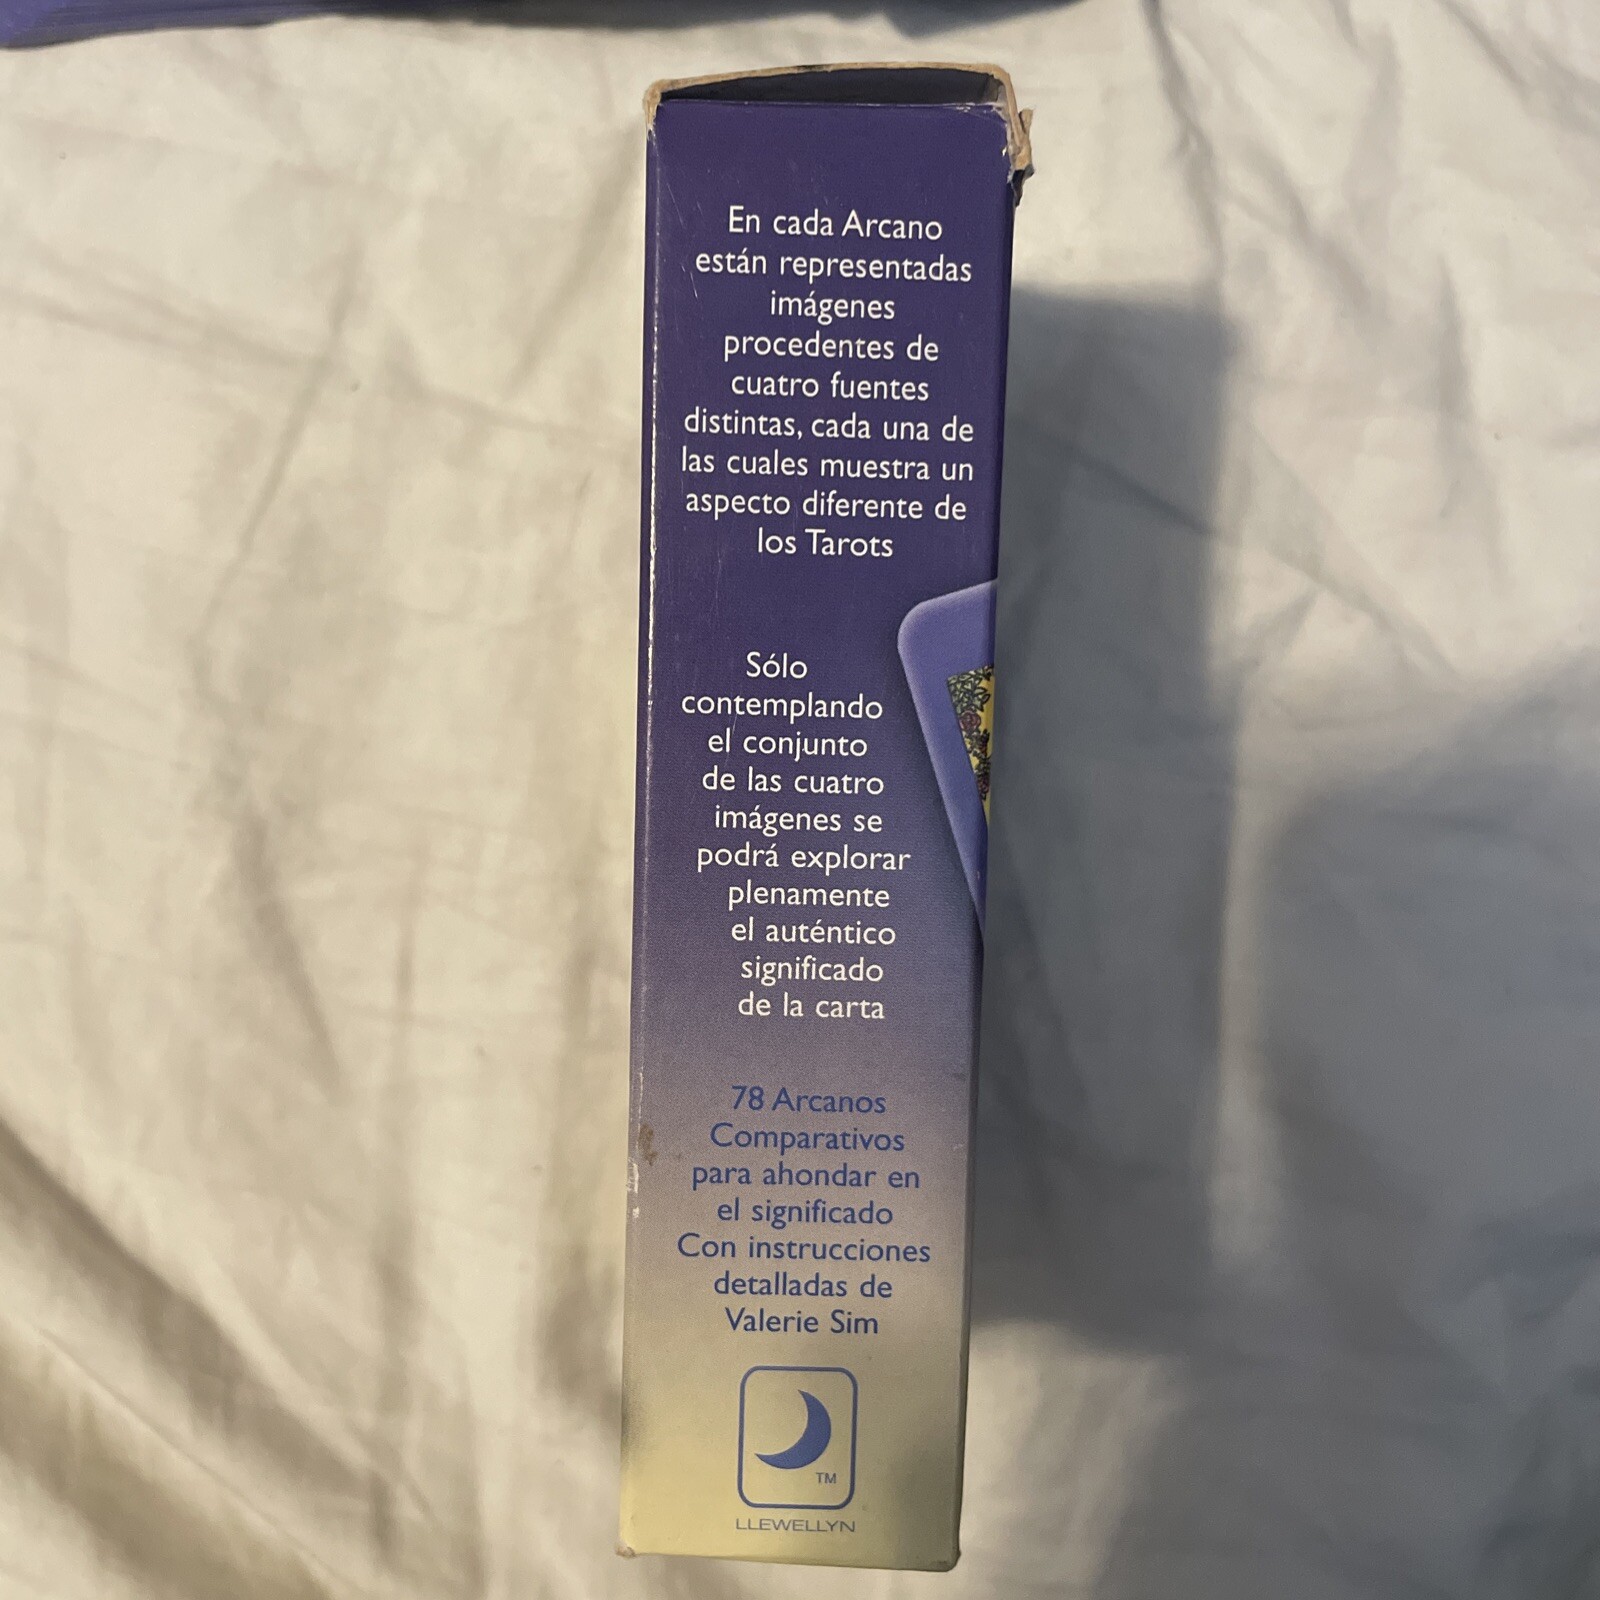 En cada Arcano
están representadas
imágenes
procedentes de
cuatro fuentes
distintas, cada una de
las cuales muestra un
aspecto diferente de
los Tarots
Sólo
contemplando
el conjunto
de las cuatro
imágenes se
podrá explorar
plenamente
el auténtico
significado
de la carta
78 Arcanos
Comparativos
para ahondar en
el significado
Con instrucciones
detalladas de
Valerie Sim
TM
LLEWELLYN